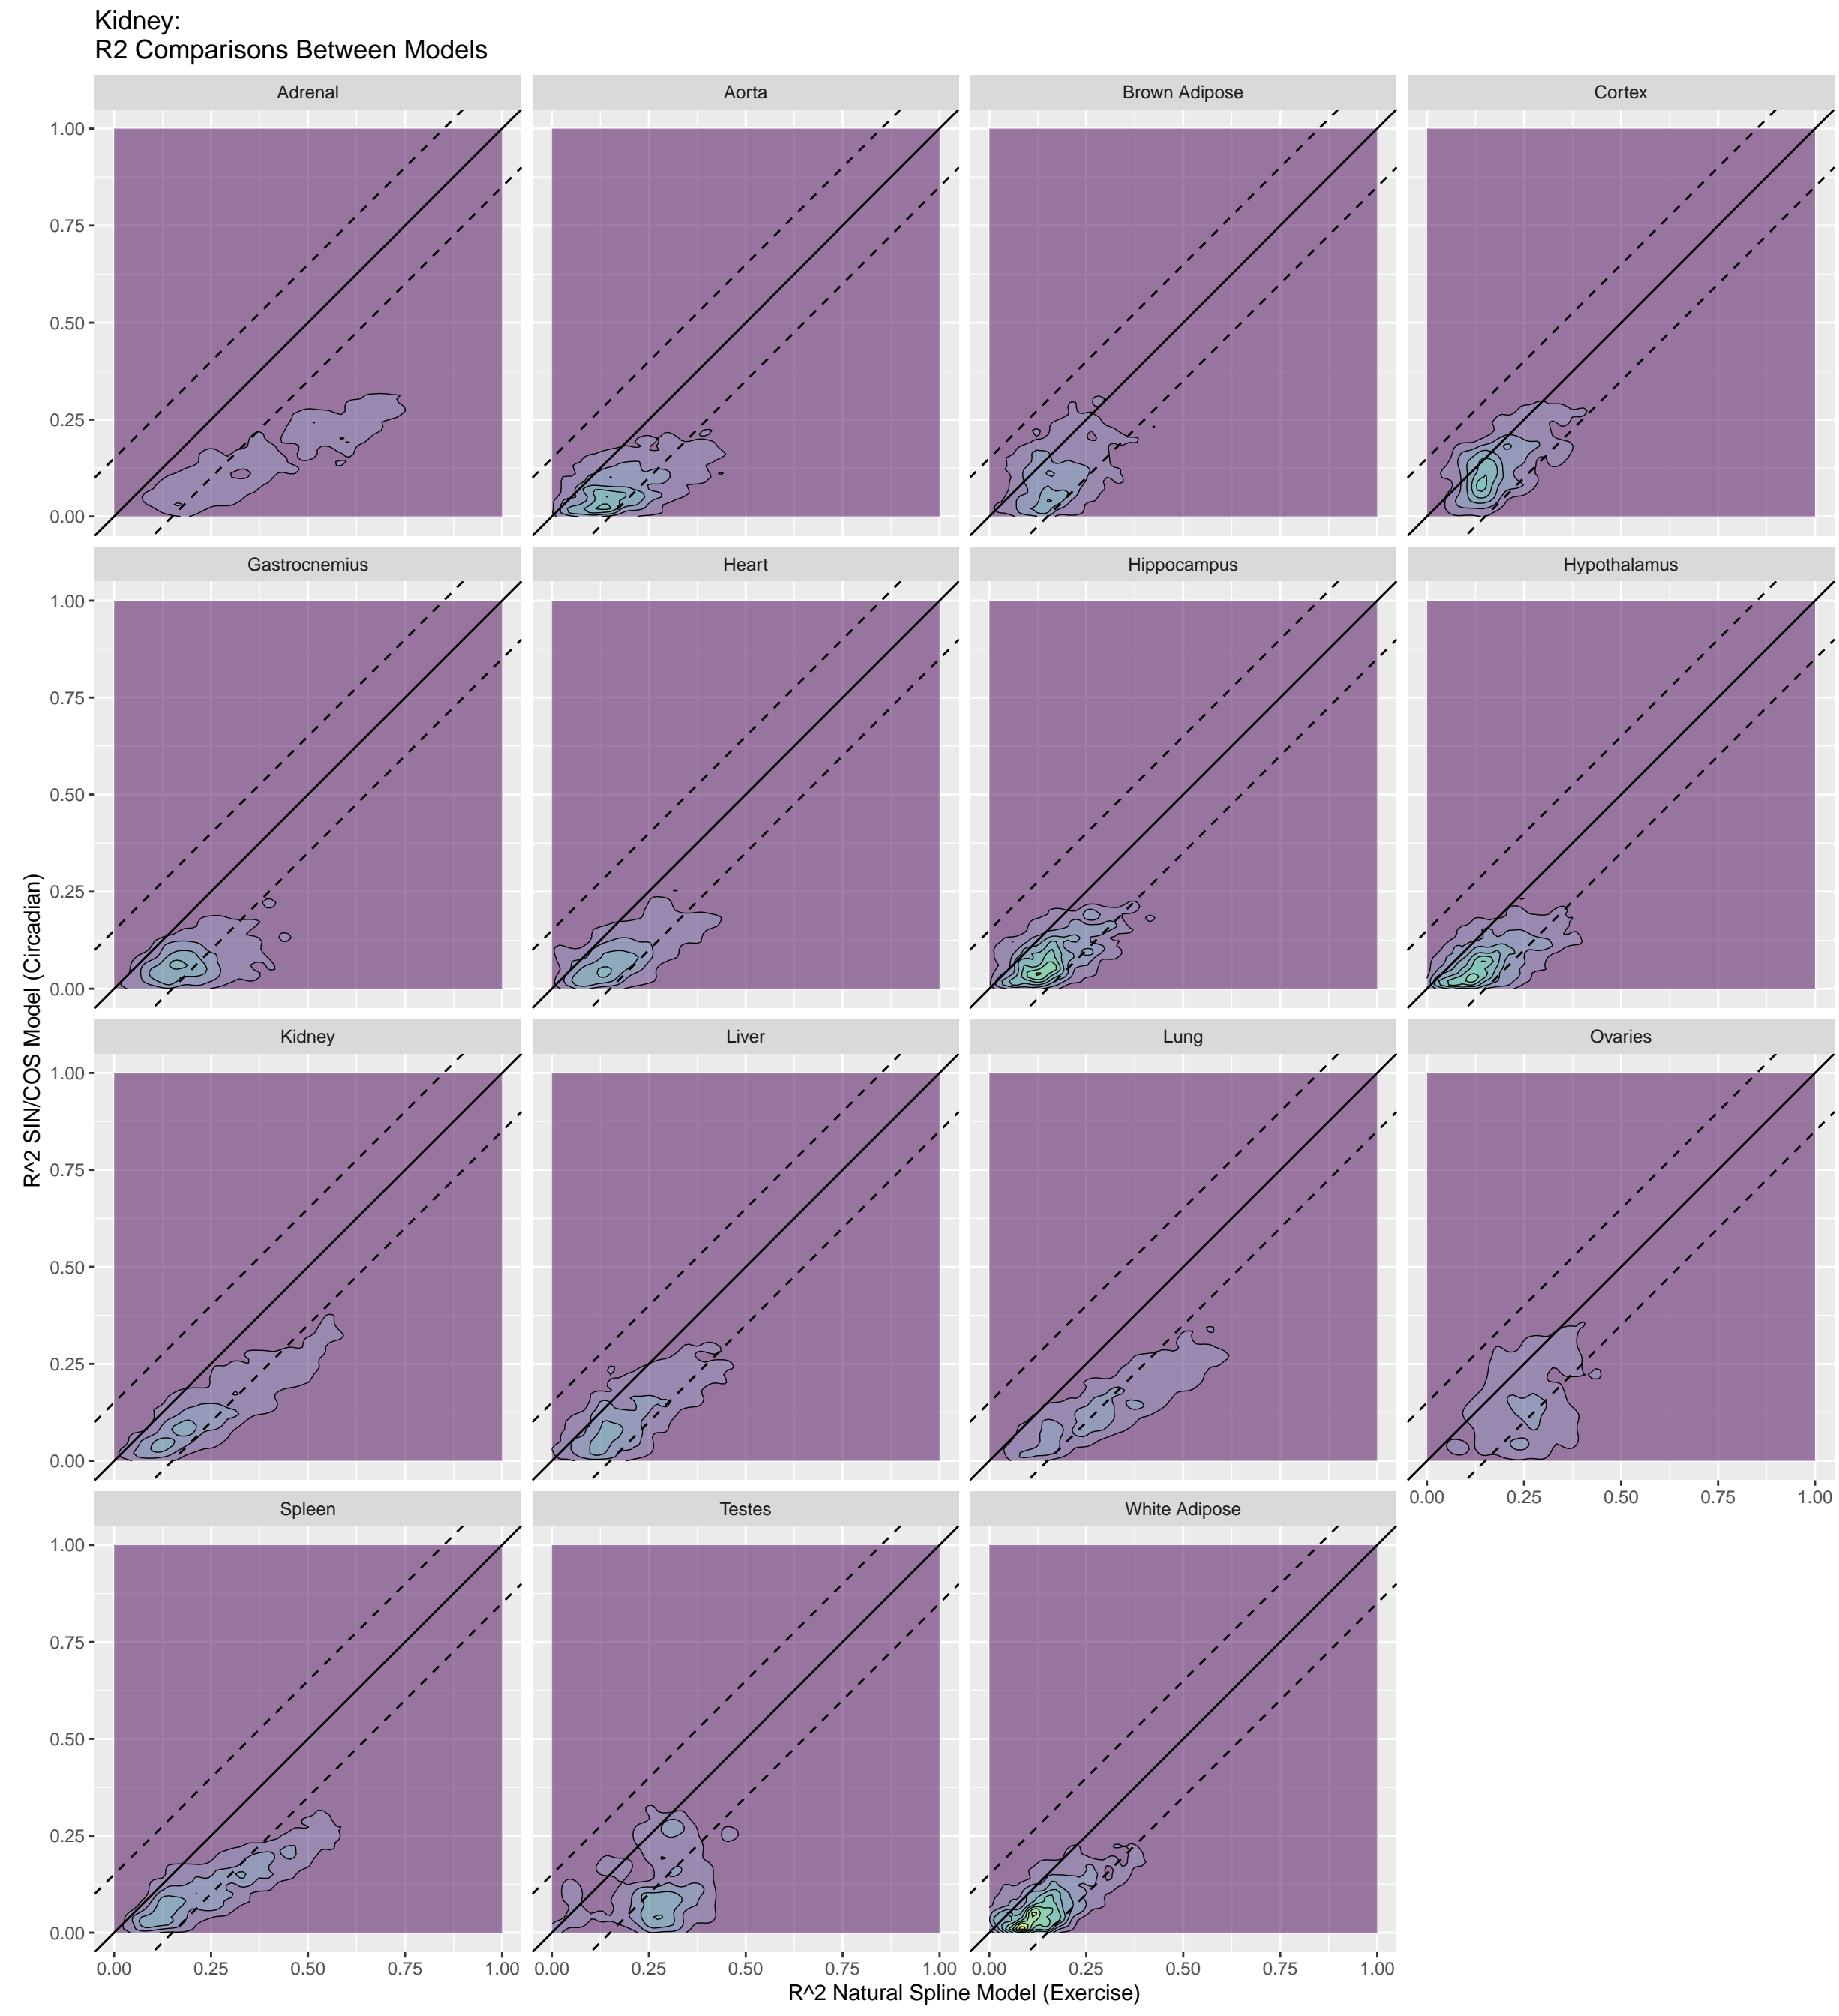 Kidney:
R2 Comparisons Between Models
Adrenal
Aorta
Brown Adipose
Cortex
1.00
0.75
0.50
0.25
0.00
Gastrocnemius
Heart
Hippocampus
Hypothalamus
1.00
0.75
0.50
0.25
0.00
R^2 SIN/COS Model (Circadian)
Kidney
Liver
Lung
Ovaries
1.00
0.75
0.50
0.25
0.00
0.00 0.25 0.50 0.75 1.00
Spleen
Testes
White Adipose
1.00
0.75
0.50
0.25
0.00
0.00 0.25 0.50 0.75 1.00
0.00 0.25 0.50 0.75 1.00
0.00 0.25 0.50 0.75 1.00
R^2 Natural Spline Model (Exercise)